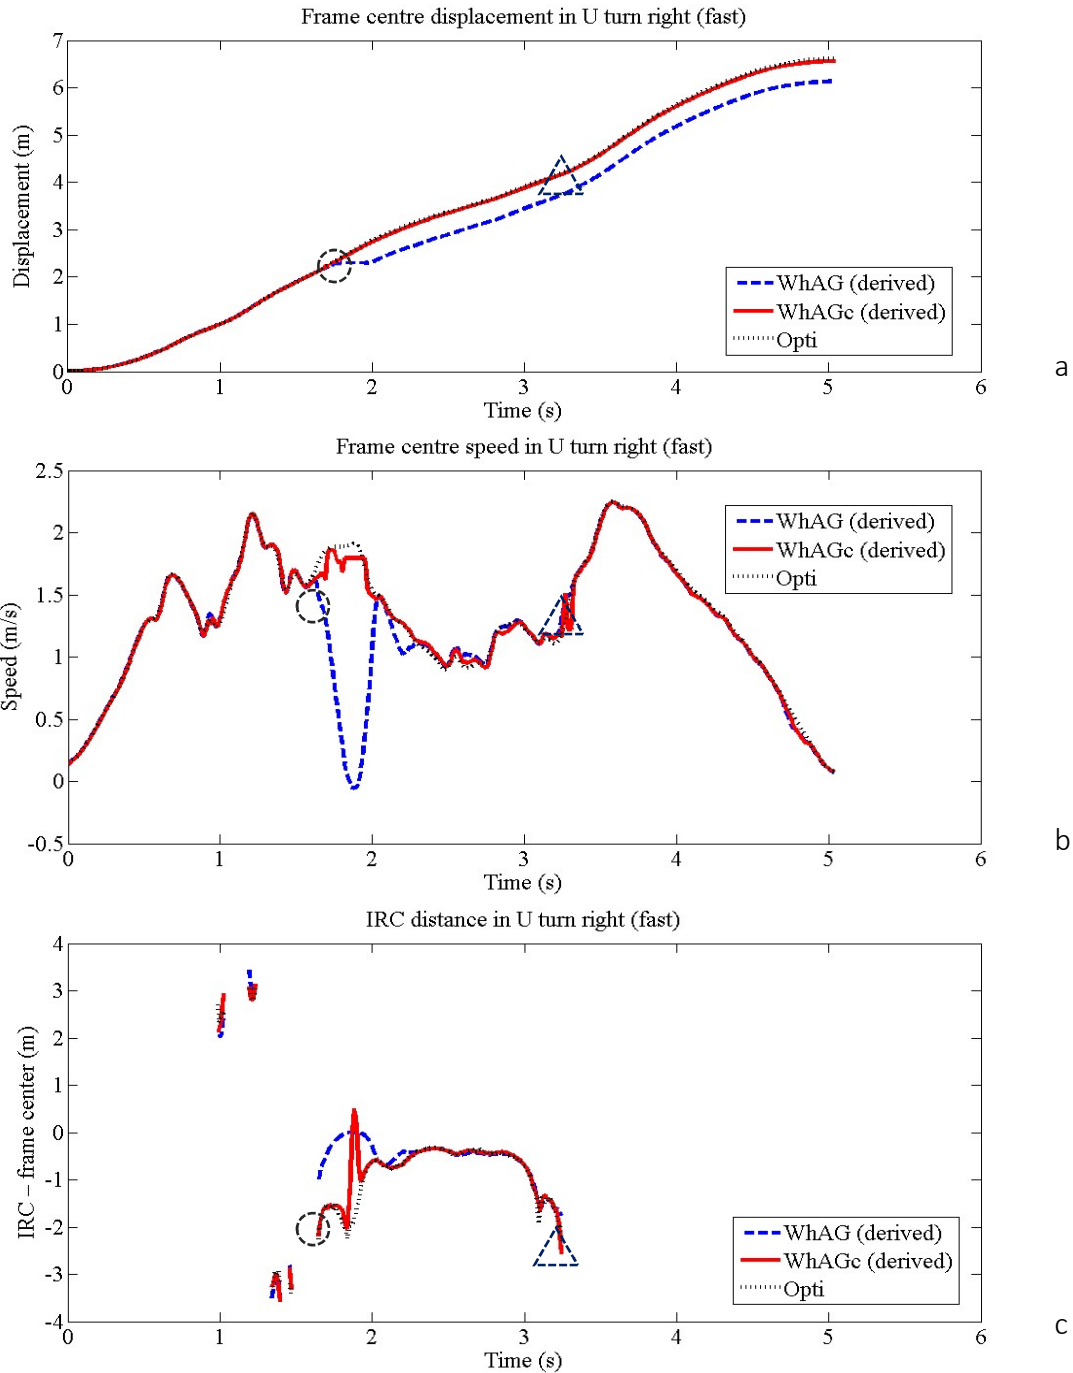 Frame centre displacement in U turn right (fast)
7
6
5
4
3
2
1
0
Displacement (m)
0 1 2 3 4 5 6
Time (s)
WhAG (derived)
WhAGc (derived)
Opti
a
Frame centre speed in U turn right (fast)
2.5
2
1.5
1
0.5
0
-0.5
Speed (m/s)
0 1 2 3 4 5 6
Time (s)
WhAG (derived)
WhAGc (derived)
Opti
b
IRC distance in U turn right (fast)
4
3
2
1
0
-1
-2
-3
-4
IRC – frame center (m)
0 1 2 3 4 5 6
Time (s)
WhAG (derived)
WhAGc (derived)
Opti
c